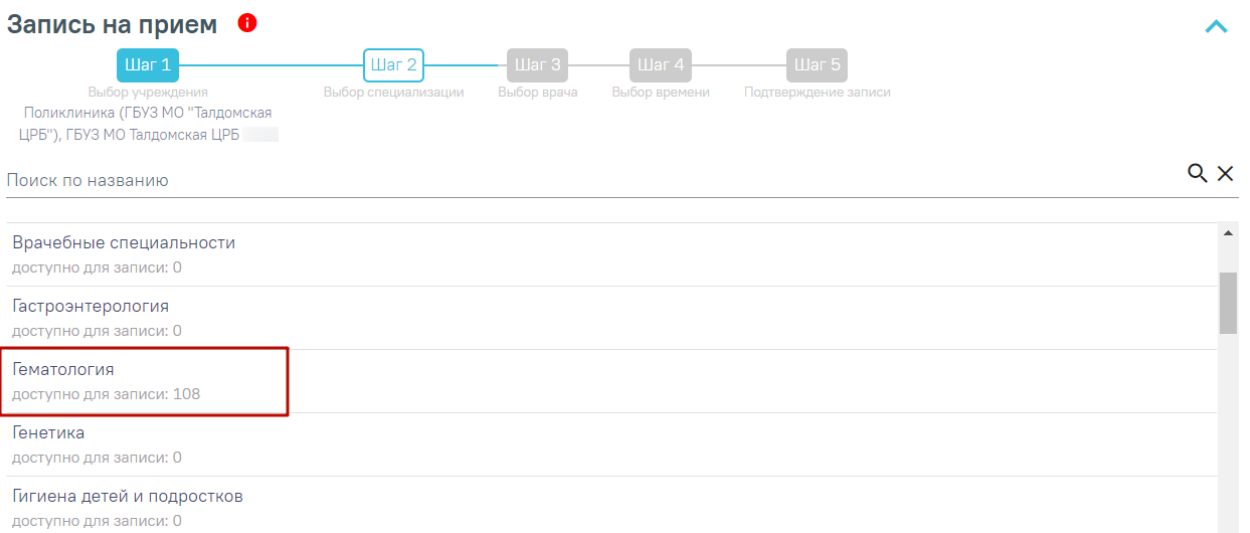 Запись на прием
Шаг 1
Шаг 2
Шаг 3
Шаг 4
Шаг 5
Выбор учреждения
Выбор специализации
Выбор врача
Выбор времени
Подтверждение записи
Поликлиника (ГБУЗ МО "Талдомская
ЦРБ"), ГБУЗ МО Талдомская ЦРБ
Поиск по названию
Врачебные специальности
доступно для записи: 0
Гастроэнтерология
доступно для записи: 0
Гематология
доступно для записи: 108
Генетика
доступно для записи: 0
Гигиена детей и подростков
доступно для записи: 0